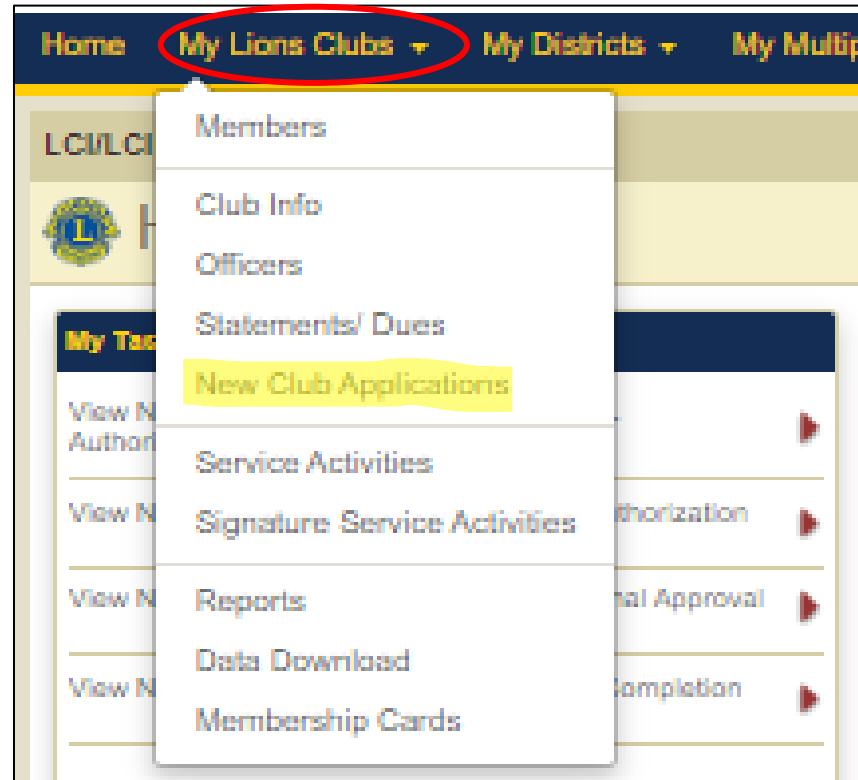 Home My Lions Clubs My Districts My Multip
Members
LCI/LCI
Club Info
L H
Officers
Statements/ Dues
My Tas
New Club Applications
View N
Authori
Service Activities
View N thorization
Signature Service Activities
View N nal Approval
Reports
Data Download
View N Completion
Membership Cards